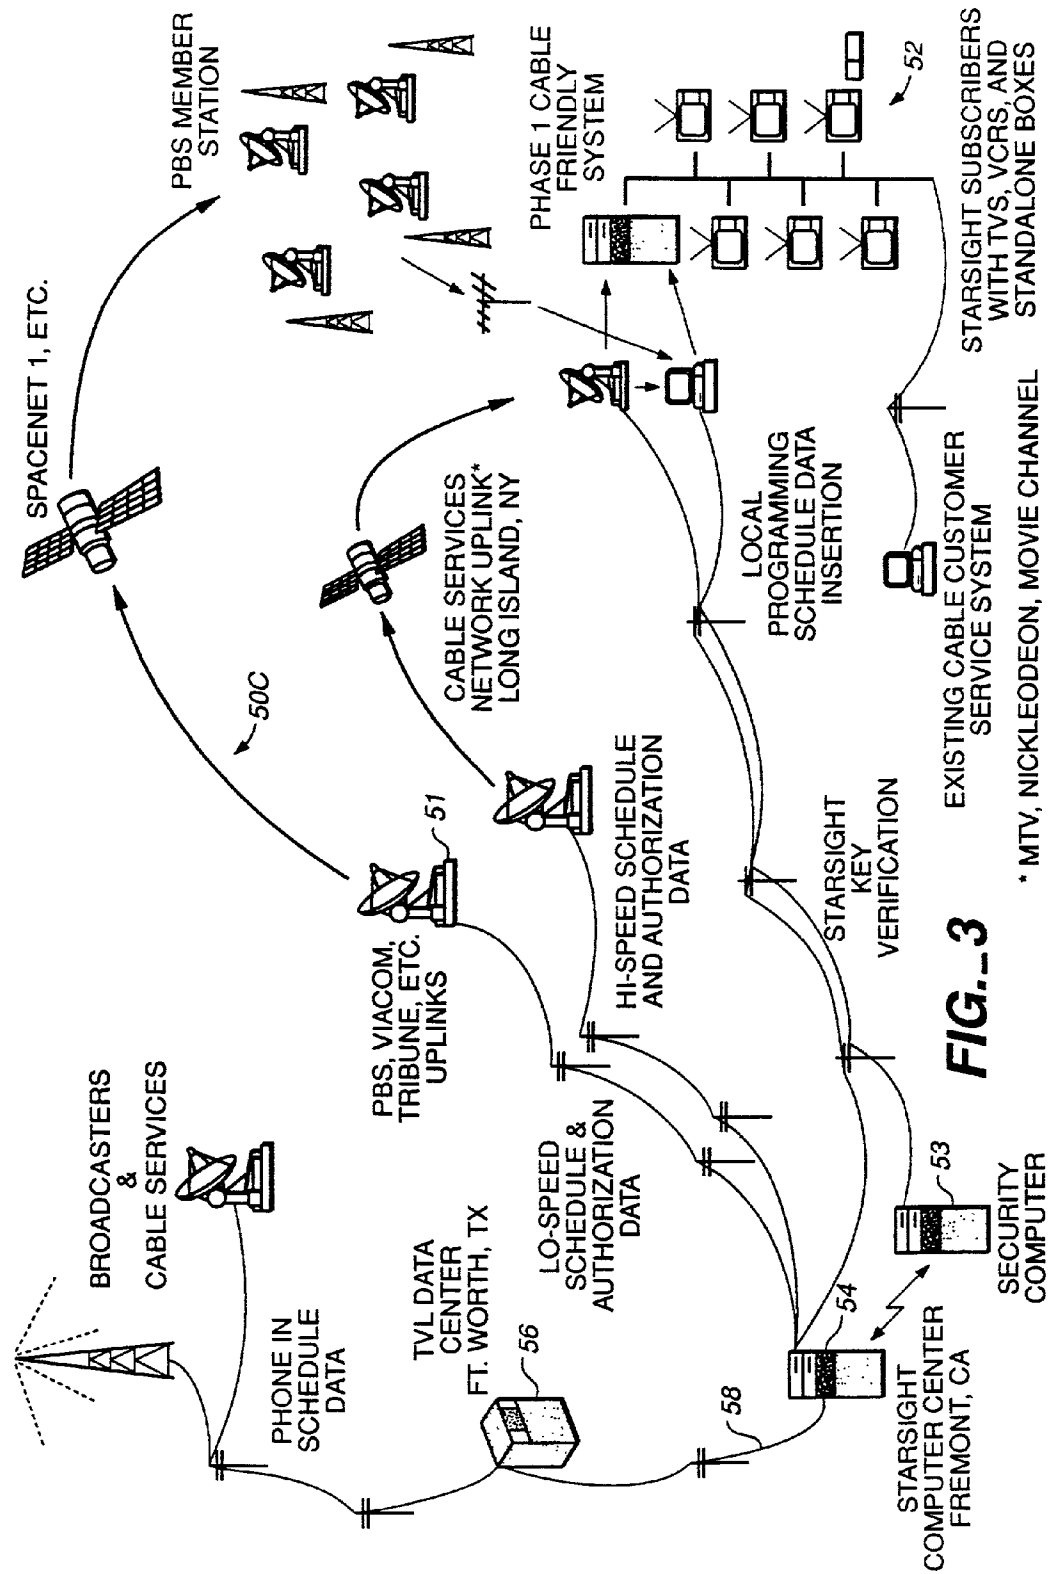 BROADCASTERS
&
CABLE SERVICES
PHONE IN
SCHEDULE
DATA
TVL DATA
CENTER
FT. WORTH, TX
56
58
STARSIGHT
COMPUTER CENTER
FREMONT, CA
54
SECURITY
COMPUTER
53
LO-SPEED
SCHEDULE &
AUTHORIZATION
DATA
PBS, VIACOM,
TRIBUNE, ETC.
UPLINKS
51
50C
HI-SPEED SCHEDULE
AND AUTHORIZATION
DATA
STARSIGHT
KEY
VERIFICATION
SPACENET 1, ETC.
CABLE SERVICES
NETWORK UPLINK*
LONG ISLAND, NY
LOCAL
PROGRAMMING
SCHEDULE DATA
INSERTION
EXISTING CABLE CUSTOMER
SERVICE SYSTEM
PBS MEMBER
STATION
PHASE 1 CABLE
FRIENDLY
SYSTEM
52
STARSIGHT SUBSCRIBERS
WITH TVS, VCRS, AND
STANDALONE BOXES
* MTV, NICKLEODEON, MOVIE CHANNEL
FIG._3